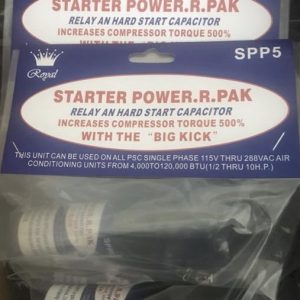 STARTER POWER.R.PAK
RELAY AN HARD START CAPACITOR
INCREASES COMPRESSOR TORQUE 500%
WITH THE
SPP5
Royal
STARTER POWER.R.PAK
RELAY AN HARD START CAPACITOR
INCREASES COMPRESSOR TORQUE 500%
WITH THE "BIG KICK"
THIS UNIT CAN BE USED ON ALL PSC SINGLE PHASE 115V THRU 288VAC AIR
CONDITIONING UNITS FROM 4,000TO120,000 BTU(1/2 THRU 10H.P.)